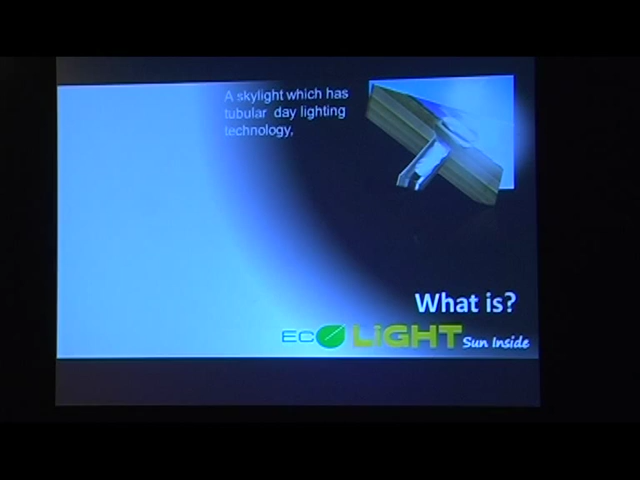 A skylight which has
tubular day lighting
technology,
What is?
ECO LiGHT Sun Inside